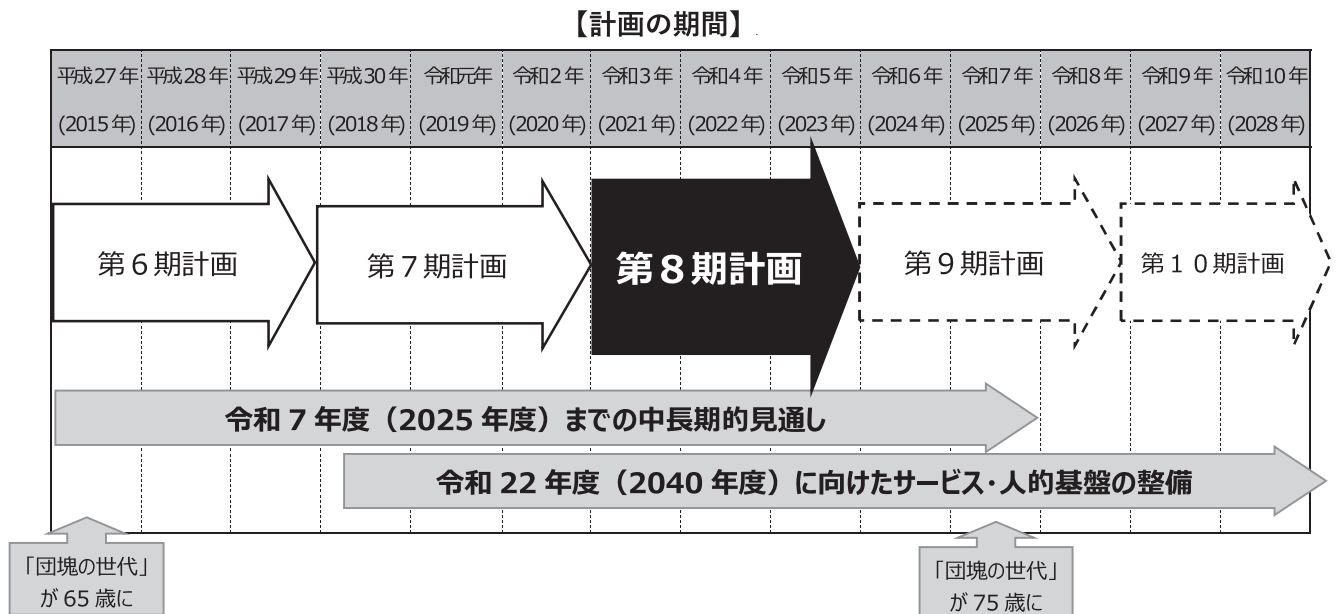 【計画の期間】
平成27年 平成28年 平成29年 平成30年 令和元年 令和2年 令和3年 令和4年 令和5年 令和6年 令和7年 令和8年 令和9年 令和10年
(2015年) (2016年) (2017年) (2018年) (2019年) (2020年) (2021年) (2022年) (2023年) (2024年) (2025年) (2026年) (2027年) (2028年)
第6期計画 第7期計画 第8期計画 第9期計画 第10期計画
令和7年度（2025年度）までの中長期的見通し
令和22年度（2040年度）に向けたサービス・人的基盤の整備
「団塊の世代」
が65歳に
「団塊の世代」
が75歳に